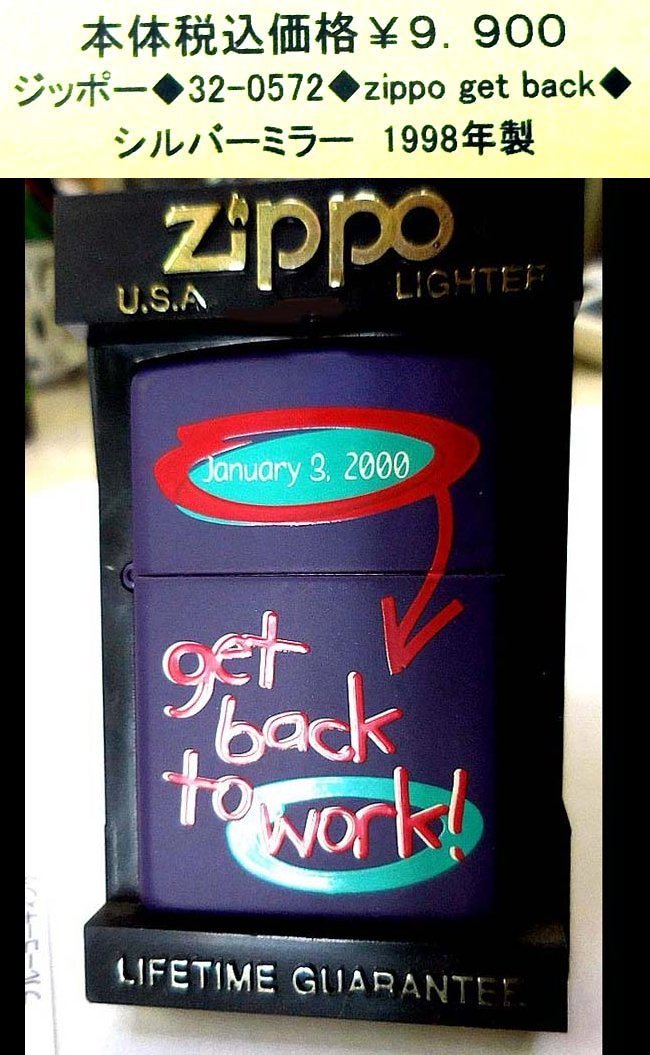 本体税込価格￥９．９００
ジッポー◆32-0572◆zippo get back◆
シルバーミラー 1998年製
zippo
U.S.A LIGHTER
January 3, 2000
get
back
to work!
LIFETIME GUARANTEE